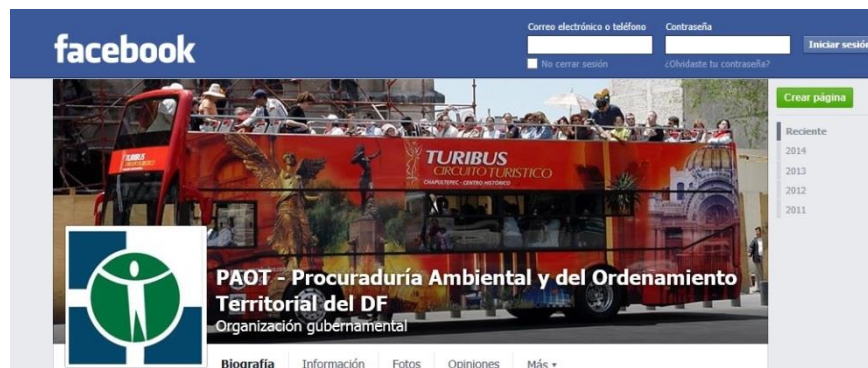 facebook
Correo electrónico o teléfono
Contraseña
Iniciar sesión
No cerrar sesión
¿Olvidaste tu contraseña?
Crear página
Reciente
2014
2013
2012
2011
TURIBUS
TURIBUS
CIRCUITO TURISTICO
CHAPULTEPEC - CENTRO HISTÓRICO
PAOT - Procuraduría Ambiental y del Ordenamiento
Territorial del DF
Organización gubernamental
Biografía
Información
Fotos
Opiniones
Más